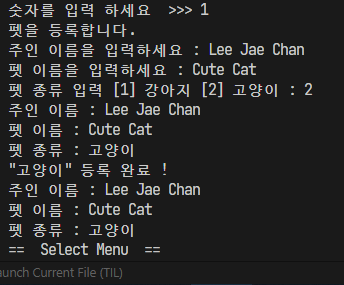 숫자를 입력 하세요  >>> 1
펫을 등록합니다.
주인 이름을 입력하세요 : Lee Jae Chan
펫 이름을 입력하세요 : Cute Cat
펫 종류 입력 [1] 강아지 [2] 고양이 : 2
주인 이름 : Lee Jae Chan
펫 이름 : Cute Cat
펫 종류 : 고양이
"고양이" 등록 완료 !
주인 이름 : Lee Jae Chan
펫 이름 : Cute Cat
펫 종류 : 고양이
==  Select Menu  ==
aunch Current File (TIL)